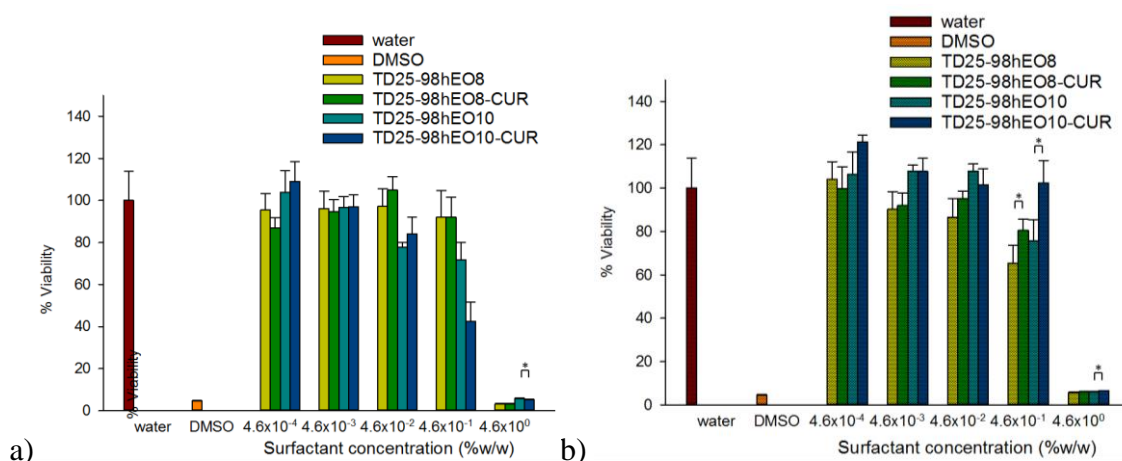 water
DMSO
TD25-98hEO8
TD25-98hEO8-CUR
TD25-98hEO10
TD25-98hEO10-CUR
140
120
100
80
60
40
20
0
% Viability
% Viability
*
water DMSO 4.6x10⁻⁴ 4.6x10⁻³ 4.6x10⁻² 4.6x10⁻¹ 4.6x10⁰
Surfactant concentration (%w/w)
a)
water
DMSO
TD25-98hEO8
TD25-98hEO8-CUR
TD25-98hEO10
TD25-98hEO10-CUR
140
120
100
80
60
40
20
0
% Viability
*
*
*
water DMSO 4.6x10⁻⁴ 4.6x10⁻³ 4.6x10⁻² 4.6x10⁻¹ 4.6x10⁰
Surfactant concentration (%w/w)
b)